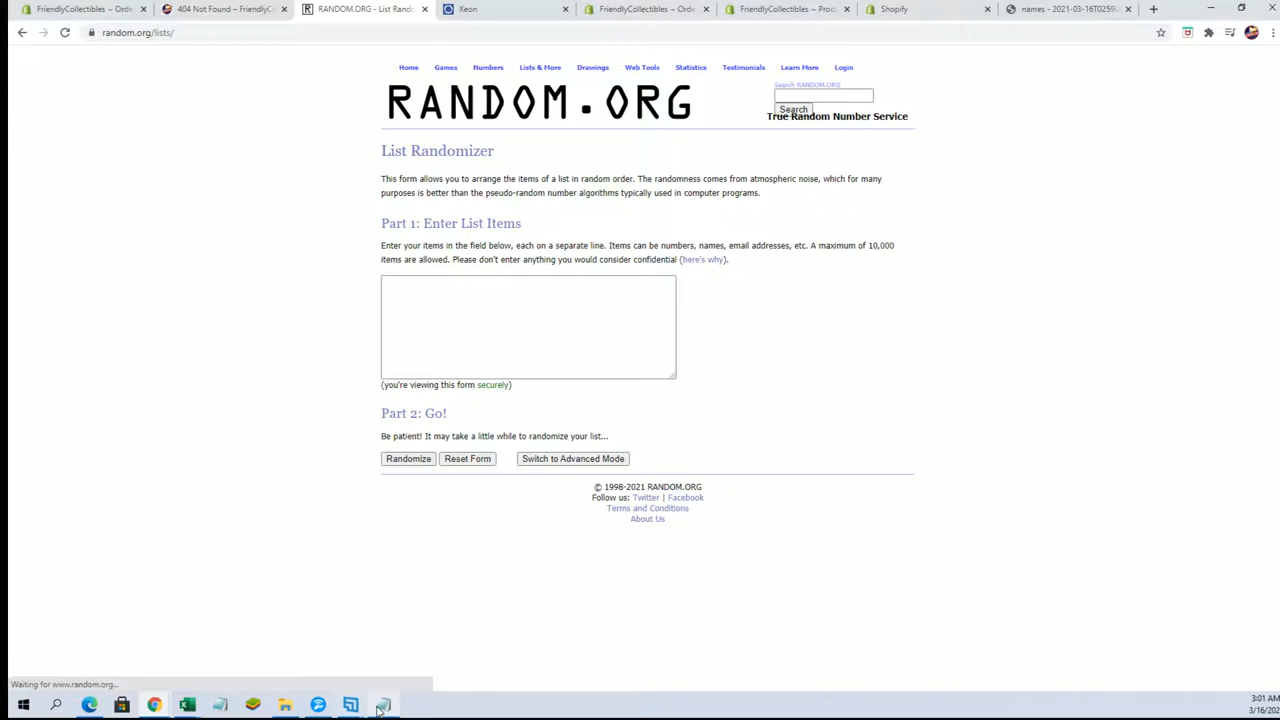 FriendlyCollectibles ~ Orde
404 Not Found – FriendlyC
RANDOM.ORG - List Rando
Xeon
FriendlyCollectibles ~ Orde
FriendlyCollectibles ~ Prod
Shopify
names - 2021-03-16T0259
random.org/lists/
Home Games Numbers Lists & More Drawings Web Tools Statistics Testimonials Learn More Login
Search RANDOM.ORG
RANDOM.ORG
Search
True Random Number Service
List Randomizer
This form allows you to arrange the items of a list in random order. The randomness comes from atmospheric noise, which for many
purposes is better than the pseudo-random number algorithms typically used in computer programs.
Part 1: Enter List Items
Enter your items in the field below, each on a separate line. Items can be numbers, names, email addresses, etc. A maximum of 10,000
items are allowed. Please don't enter anything you would consider confidential (here's why).
(you're viewing this form securely)
Part 2: Go!
Be patient! It may take a little while to randomize your list...
Randomize Reset Form Switch to Advanced Mode
© 1998-2021 RANDOM.ORG
Follow us: Twitter | Facebook
Terms and Conditions
About Us
Waiting for www.random.org...
3:01 AM
3/16/202